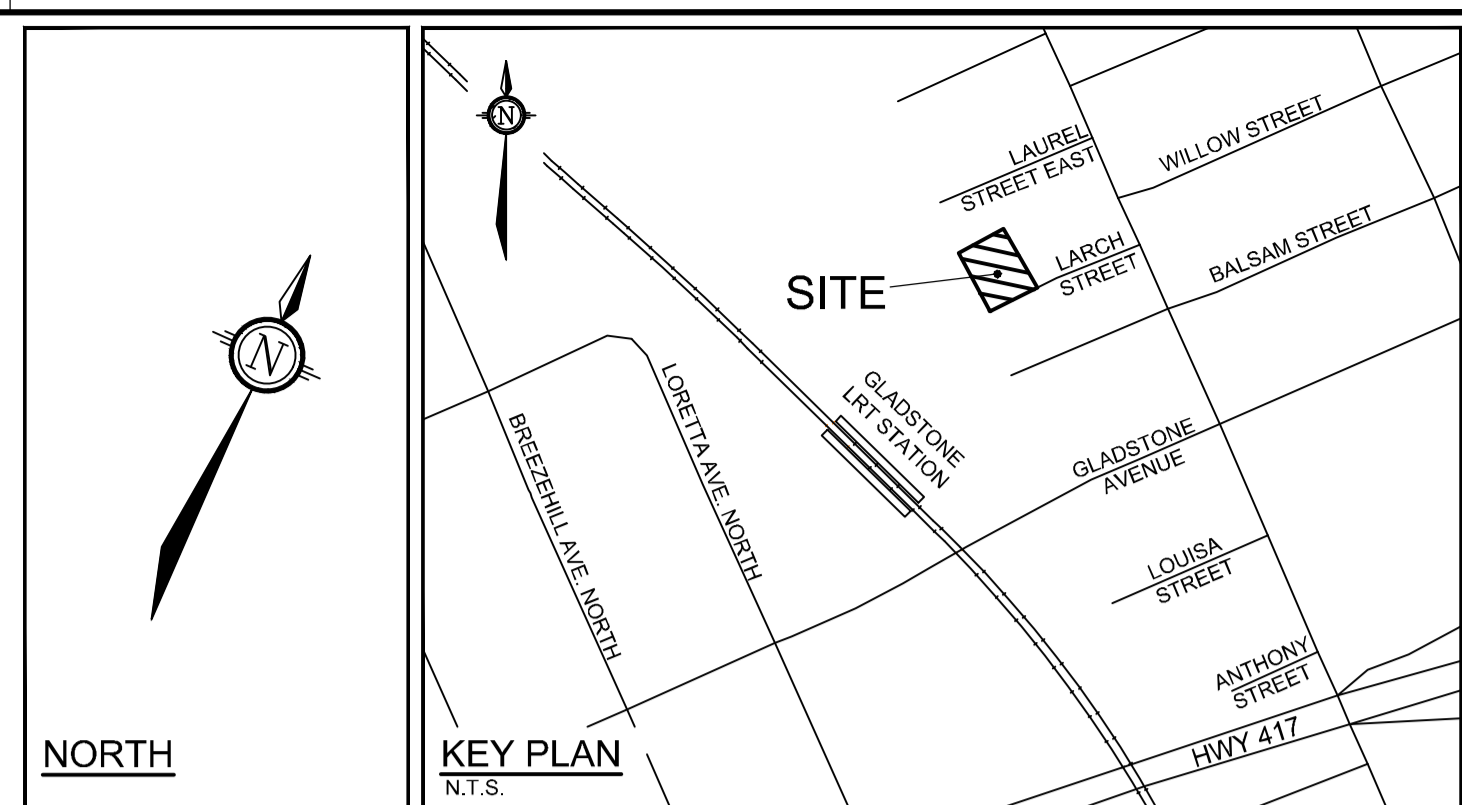 N
NORTH
N
LAUREL
STREET EAST
WILLOW STREET
LARCH
STREET
BALSAM STREET
SITE
GLADSTONE
LRT STATION
LORETTA AVE. NORTH
BREEZEHILL AVE. NORTH
GLADSTONE
AVENUE
LOUISA
STREET
ANTHONY
STREET
HWY 417
KEY PLAN
N.T.S.